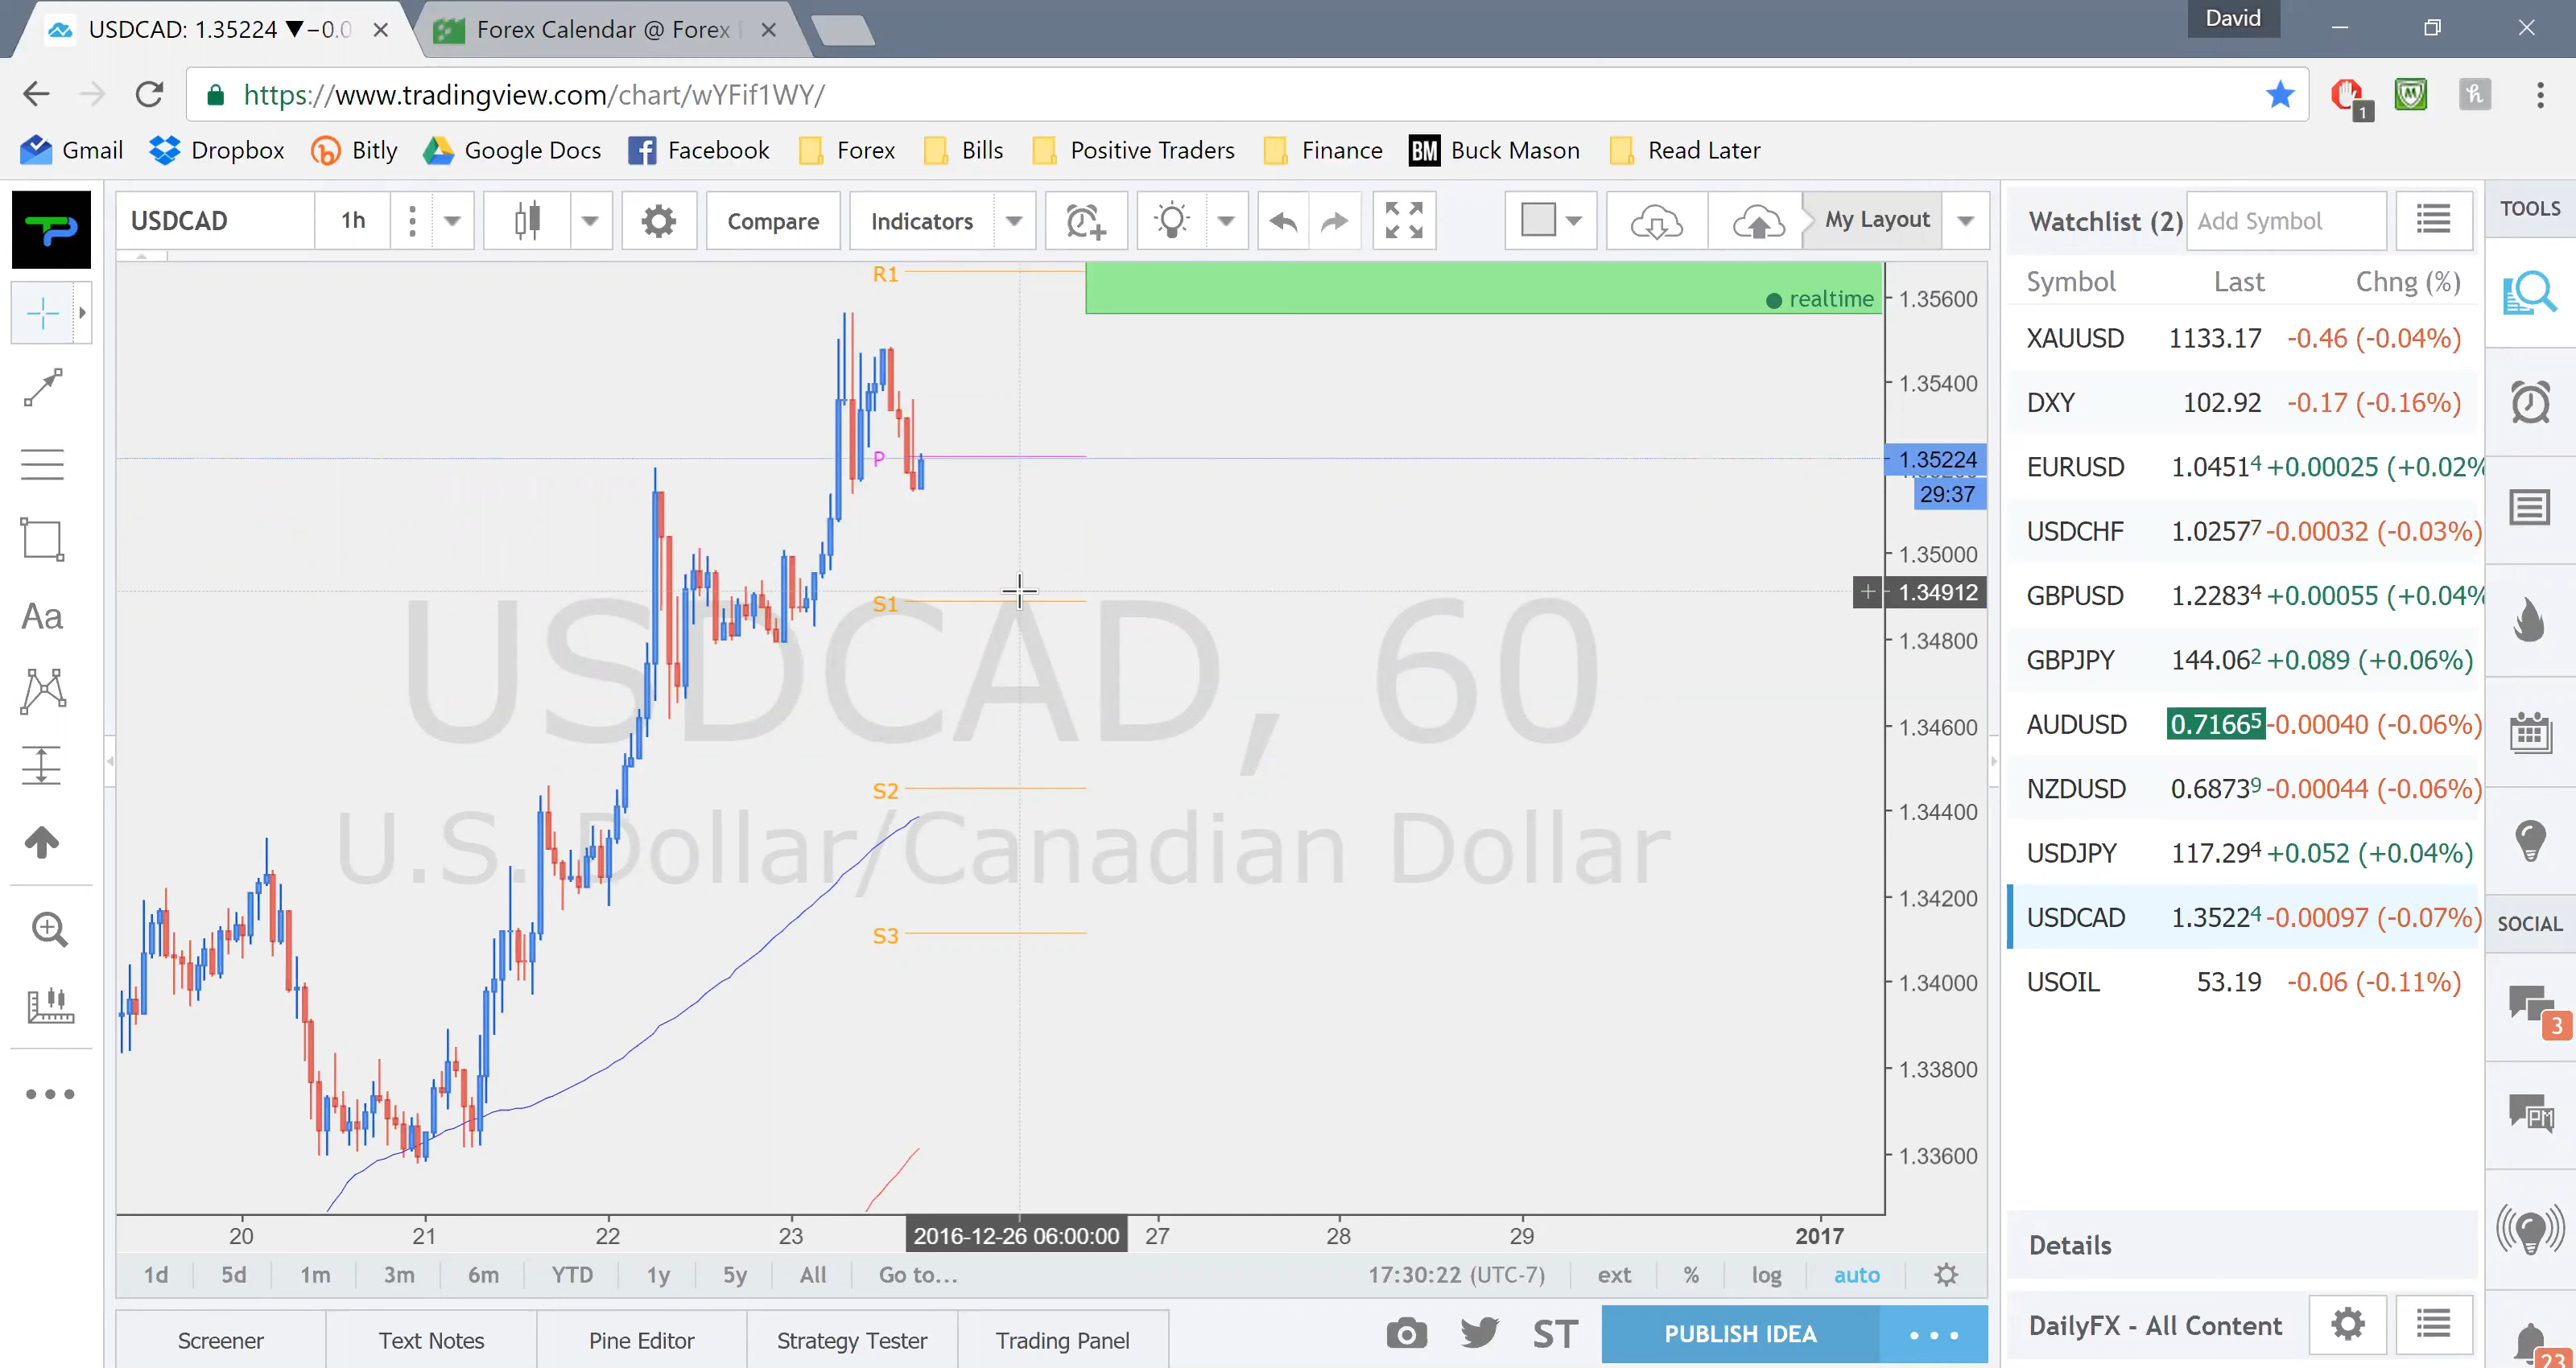 USDCAD: 1.35224 ▼−0.0
Forex Calendar @ Forex
David
https://www.tradingview.com/chart/wYFif1WY/
1
Gmail Dropbox Bitly Google Docs Facebook Forex Bills Positive Traders Finance BM Buck Mason Read Later
USDCAD 1h Compare Indicators My Layout
Watchlist (2) Add Symbol
TOOLS
Symbol Last Chng (%)
XAUUSD 1133.17 -0.46 (-0.04%)
DXY 102.92 -0.17 (-0.16%)
EURUSD 1.04514 +0.00025 (+0.02%
USDCHF 1.02577 -0.00032 (-0.03%)
GBPUSD 1.22834 +0.00055 (+0.04%
GBPJPY 144.062 +0.089 (+0.06%)
AUDUSD 0.71665 -0.00040 (-0.06%)
NZDUSD 0.68739 -0.00044 (-0.06%)
USDJPY 117.294 +0.052 (+0.04%)
USDCAD 1.35224 -0.00097 (-0.07%)
USOIL 53.19 -0.06 (-0.11%)
SOCIAL
3
PM
23
R1
realtime
P
S1
S2
S3
USDCAD, 60
U.S. Dollar/Canadian Dollar
1.35600
1.35400
1.35224
29:37
1.35000
1.34912
1.34800
1.34600
1.34400
1.34200
1.34000
1.33800
1.33600
20 21 22 23 2016-12-26 06:00:00 27 28 29 2017
1d 5d 1m 3m 6m YTD 1y 5y All Go to... 17:30:22 (UTC-7) ext % log auto
Screener Text Notes Pine Editor Strategy Tester Trading Panel ST PUBLISH IDEA
Details
DailyFX - All Content